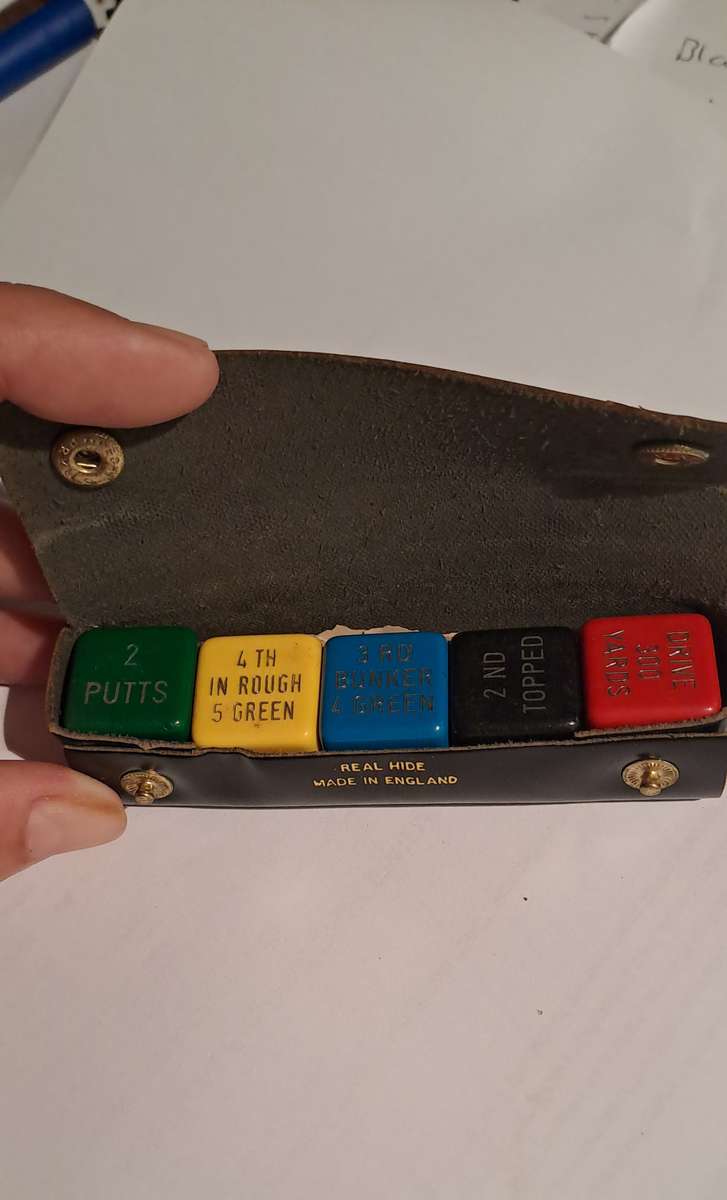 2
PUTTS
4 TH
IN ROUGH
5 GREEN
3 RD
BUNKER
4 GREEN
2 ND
TOPPED
DRIVE
300
YARDS
REAL HIDE
MADE IN ENGLAND